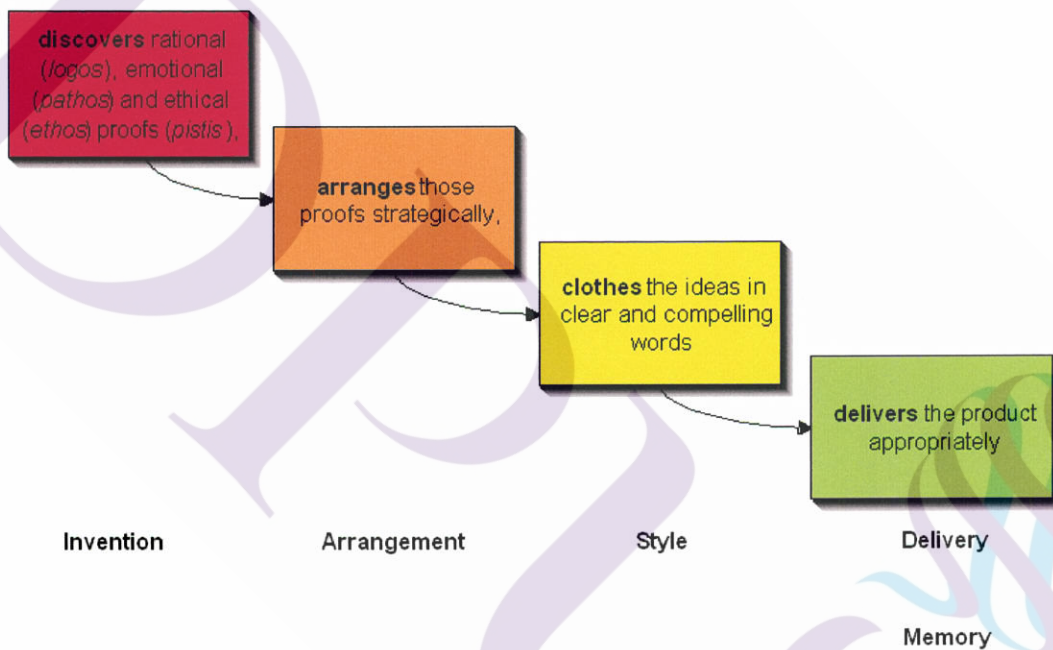 discovers rational
(logos), emotional
(pathos) and ethical
(ethos) proofs (pistis),
arranges those
proofs strategically,
clothes the ideas in
clear and compelling
words
delivers the product
appropriately
Invention
Arrangement
Style
Delivery
Memory